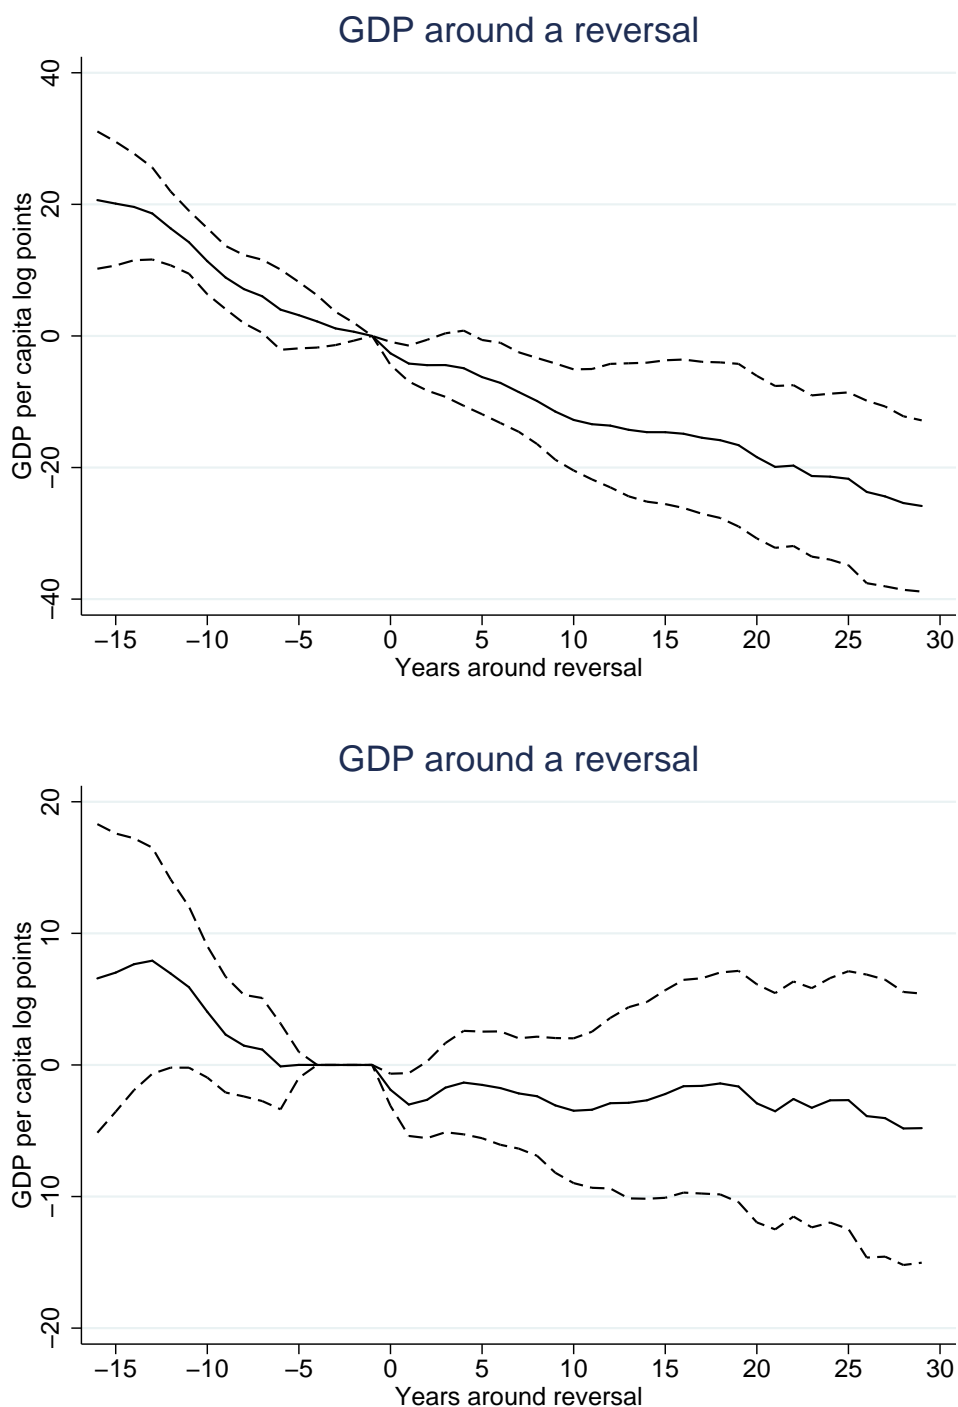 GDP around a reversal
GDP per capita log points
40
20
0
−20
−40
−15 −10 −5 0 5 10 15 20 25 30
Years around reversal
GDP around a reversal
GDP per capita log points
20
10
0
−10
−20
−15 −10 −5 0 5 10 15 20 25 30
Years around reversal